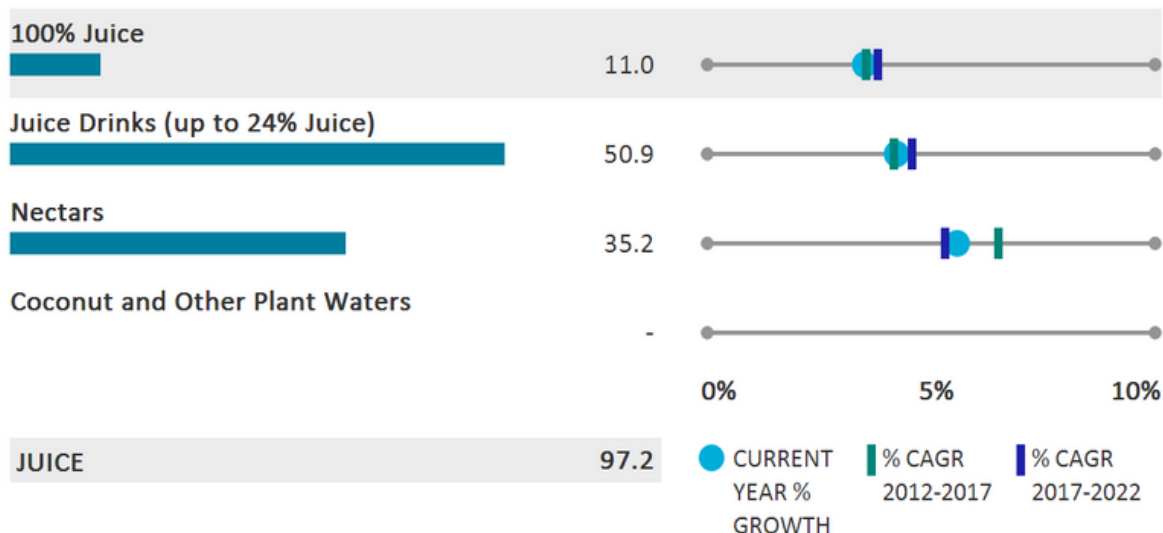 100% Juice
11.0
Juice Drinks (up to 24% Juice)
50.9
Nectars
35.2
Coconut and Other Plant Waters
-
0% 5% 10%
JUICE 97.2
CURRENT YEAR % GROWTH
% CAGR 2012-2017
% CAGR 2017-2022